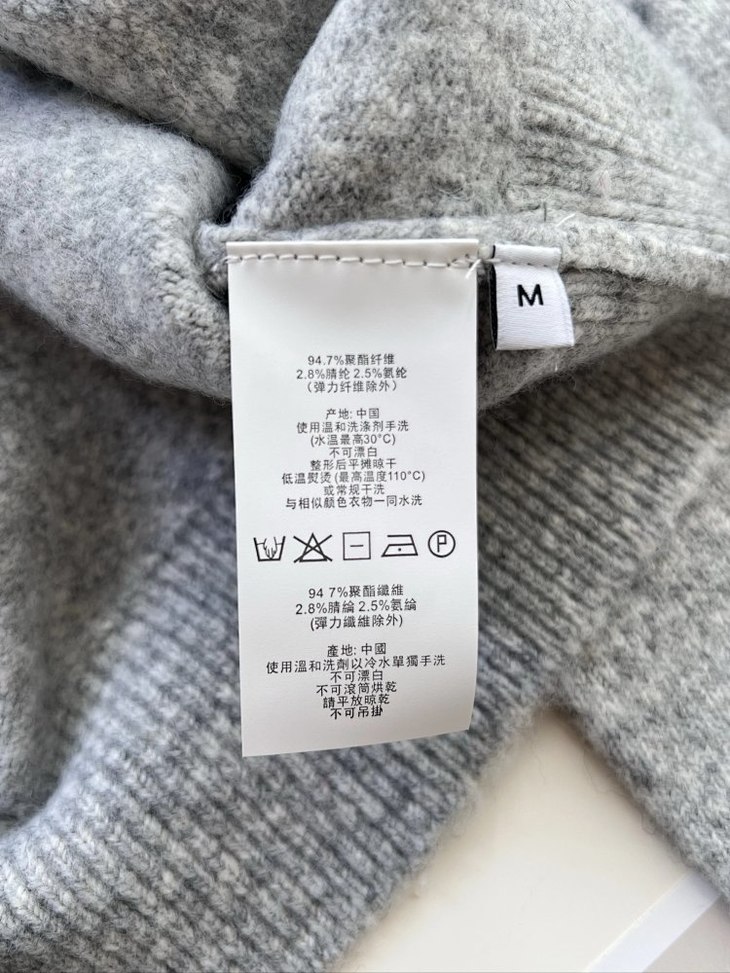 M
94.7%聚酯纤维
2.8%腈纶 2.5%氨纶
（弹力纤维除外）
产地: 中国
使用温和洗涤剂手洗
(水温最高30°C)
不可漂白
整形后平摊晾干
低温熨烫 (最高温度110°C)
或常规干洗
与相似颜色衣物一同水洗
P
94 7%聚酯纖維
2.8%腈綸 2.5%氨綸
(彈力纖維除外)
產地: 中國
使用溫和洗劑以冷水單獨手洗
不可漂白
不可滾筒烘乾
請平放晾乾
不可吊掛